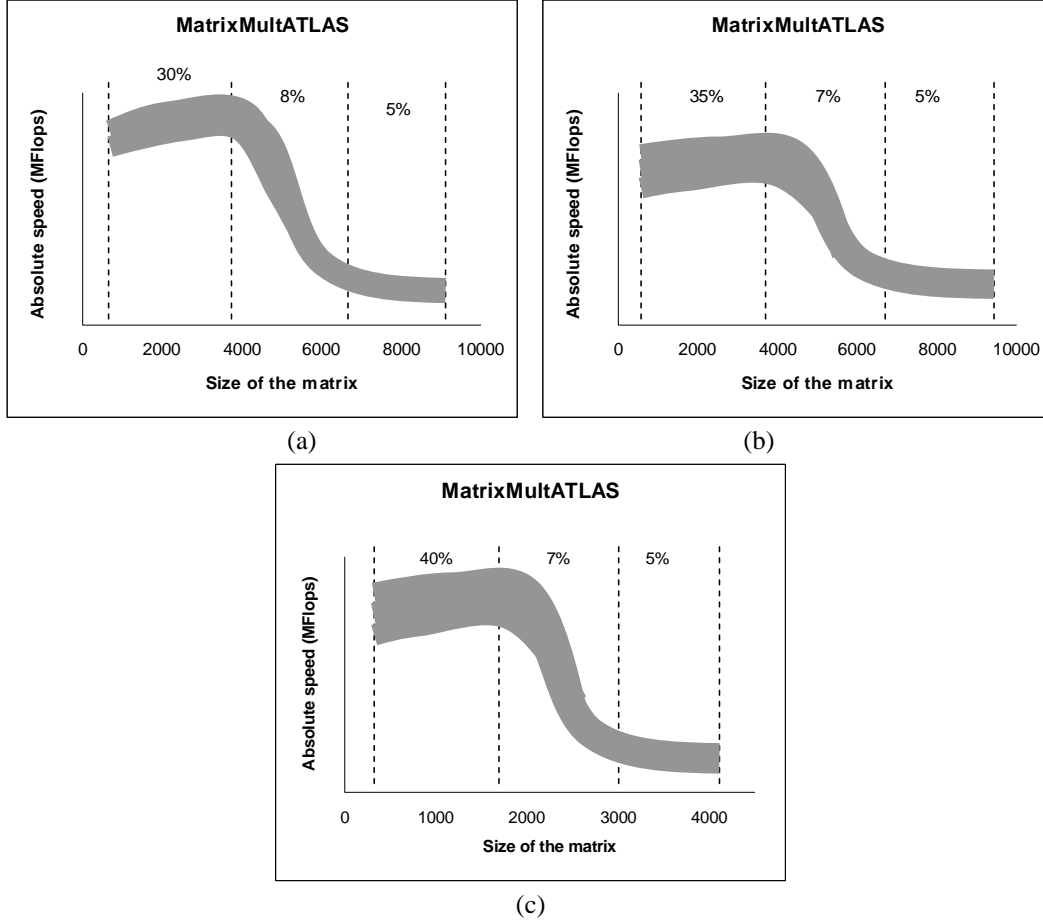 MatrixMultATLAS
30%
8%
5%
Absolute speed (MFlops)
0 2000 4000 6000 8000 10000
Size of the matrix
(a)
MatrixMultATLAS
35%
7%
5%
Absolute speed (MFlops)
0 2000 4000 6000 8000 10000
Size of the matrix
(b)
MatrixMultATLAS
40%
7%
5%
Absolute speed (MFlops)
0 1000 2000 3000 4000
Size of the matrix
(c)